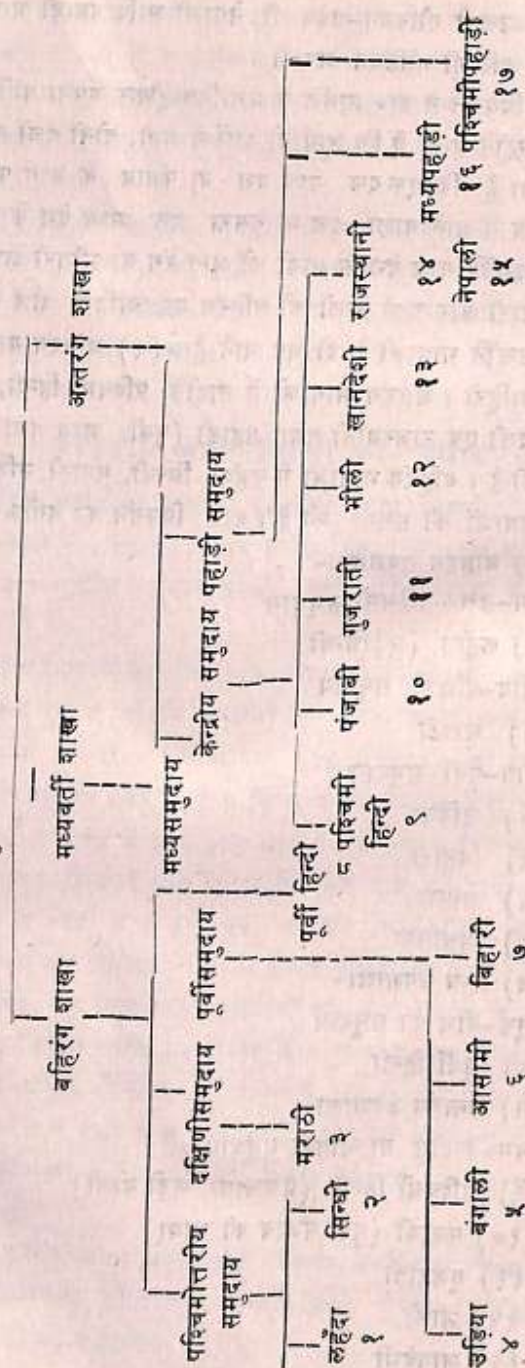 बहिरंग शाखा मध्यवर्ती शाखा अन्तरंग शाखा
पश्चिमोत्तरीय समुदाय दक्षिणीसमुदाय पूर्वीसमुदाय मध्यसमुदाय केन्द्रीय समुदाय पहाड़ी समुदाय
लहँदा सिन्धी मराठी पूर्वी हिन्दी पश्चिमी हिन्दी पंजाबी गुजराती भीली खानदेशी राजस्थानी मध्यपहाड़ी
१ २ ३ ८ ९ १० ११ १२ १३ १४ १६ पश्चिमीपहाड़ी
उड़िया बंगाली आसामी बिहारी नेपाली १७
४ ५ ६ ७ १५